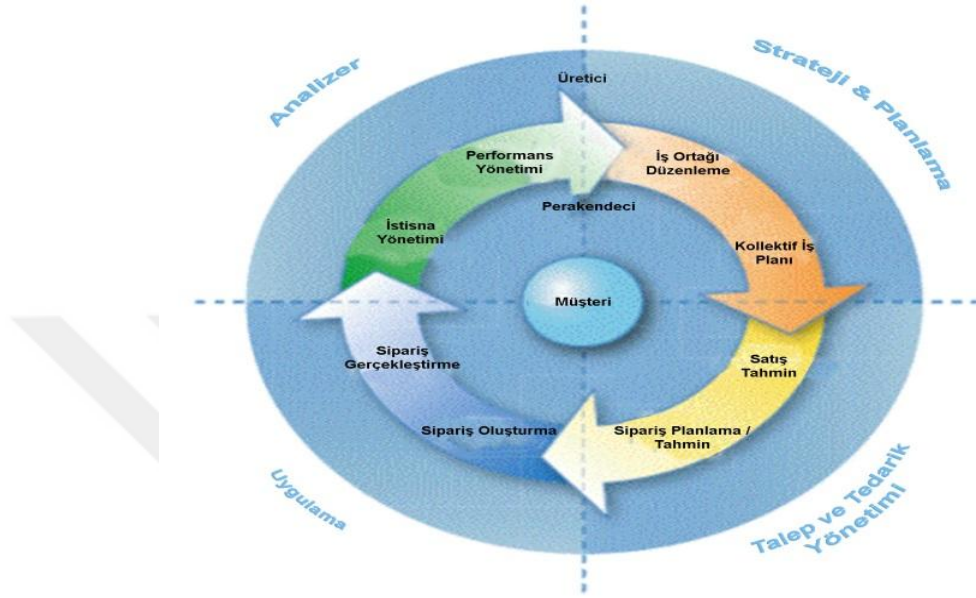 Analizer
Strateji & Planlama
Üretici
Performans
Yönetimi
İş Ortağı
Düzenleme
Perakendeci
İstisna
Yönetimi
Kollektif İş
Planı
Müşteri
Sipariş
Gerçekleştirme
Satış
Tahmin
Sipariş Oluşturma
Sipariş Planlama /
Tahmin
Uygulama
Talep ve Tedarik
Yönetimi